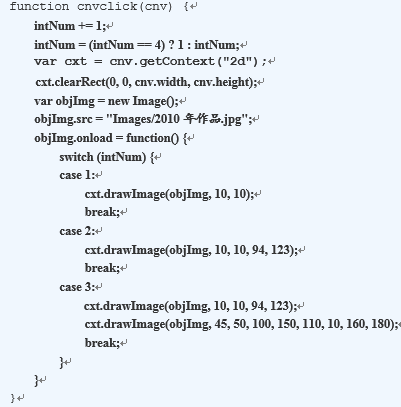 function cnvclick(cnv) {↵
intNum += 1;↵
intNum = (intNum == 4) ? 1 : intNum;↵
var cxt = cnv.getContext("2d");↵
cxt.clearRect(0, 0, cnv.width, cnv.height);↵
var objImg = new Image();↵
objImg.src = "Images/2010 年作品.jpg";↵
objImg.onload = function() {↵
switch (intNum) {↵
case 1:↵
cxt.drawImage(objImg, 10, 10);↵
break;↵
case 2:↵
cxt.drawImage(objImg, 10, 10, 94, 123);↵
break;↵
case 3:↵
cxt.drawImage(objImg, 10, 10, 94, 123);↵
cxt.drawImage(objImg, 45, 50, 100, 150, 110, 10, 160, 180);↵
break;↵
}↵
}↵
}↵